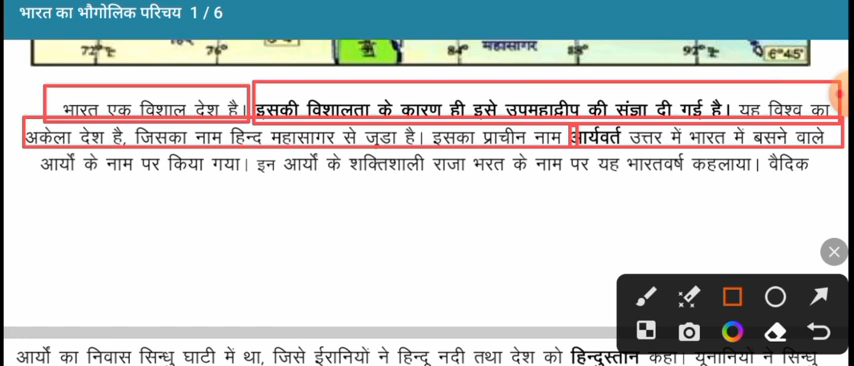 भारत का भौगोलिक परिचय 1 / 6
72° पू 76° 84° महासागर 88° 92° पू 6°45'
भारत एक विशाल देश है। इसकी विशालता के कारण ही इसे उपमहाद्वीप की संज्ञा दी गई है। यह विश्व का
अकेला देश है, जिसका नाम हिन्द महासागर से जुडा है। इसका प्राचीन नाम आर्यवर्त उत्तर में भारत में बसने वाले
आर्यो के नाम पर किया गया। इन आर्यो के शक्तिशाली राजा भरत के नाम पर यह भारतवर्ष कहलाया। वैदिक
आर्यो का निवास सिन्धु घाटी में था, जिसे ईरानियों ने हिन्दू नदी तथा देश को हिन्दुस्तान कहा। यूनानियों ने सिन्धु